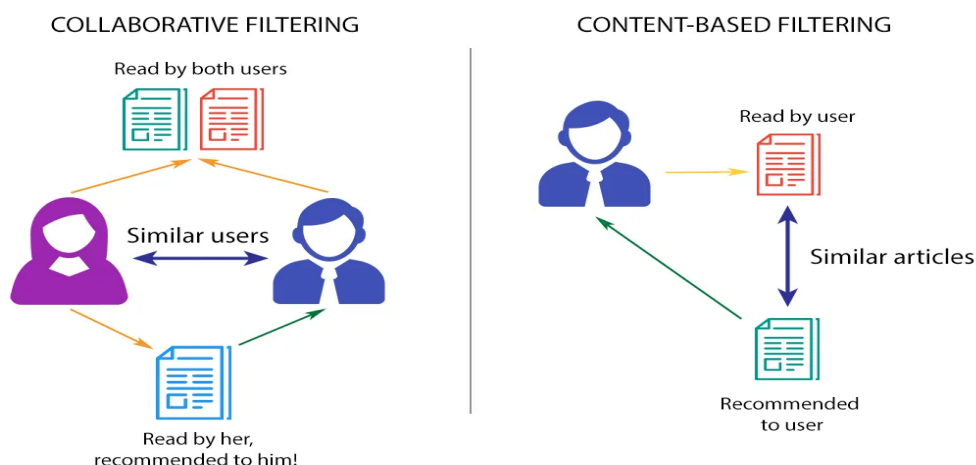 COLLABORATIVE FILTERING
Read by both users
Similar users
Read by her,
recommended to him!
CONTENT-BASED FILTERING
Read by user
Similar articles
Recommended
to user